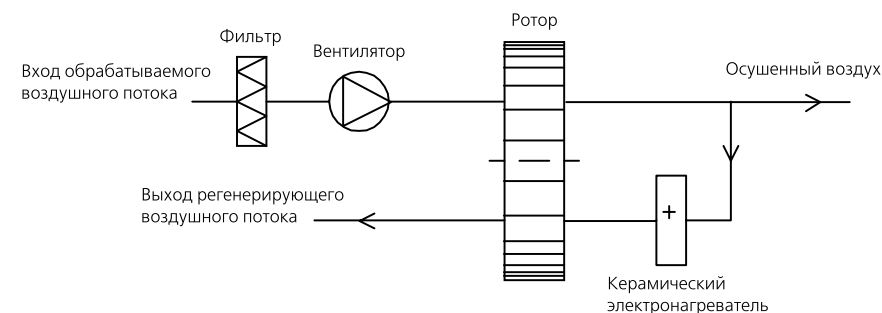 Ротор
Фильтр
Вентилятор
Вход обрабатываемого
воздушного потока
Осушенный воздух
Выход регенерирующего
воздушного потока
+
Керамический
электронагреватель